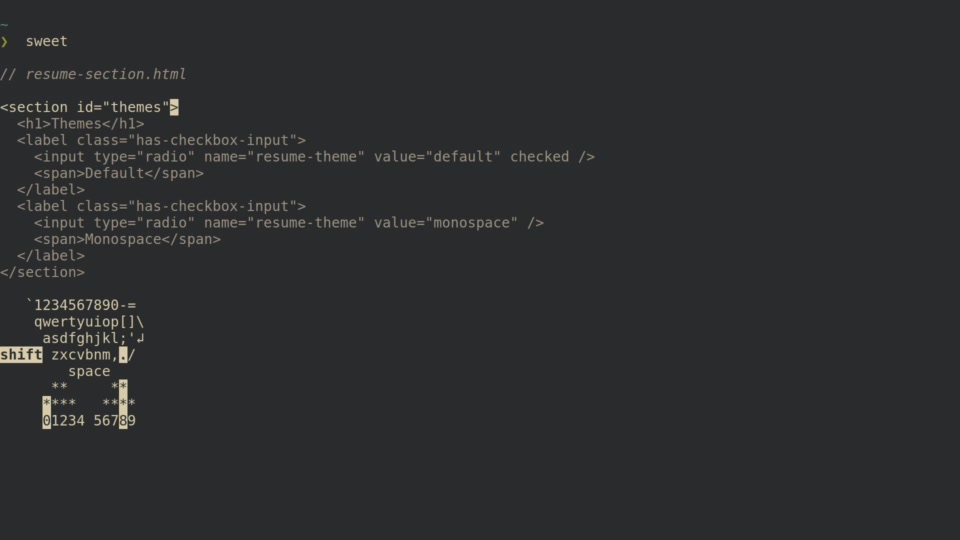 ~
❯  sweet
// resume-section.html
<section id="themes">
  <h1>Themes</h1>
  <label class="has-checkbox-input">
    <input type="radio" name="resume-theme" value="default" checked />
    <span>Default</span>
  </label>
  <label class="has-checkbox-input">
    <input type="radio" name="resume-theme" value="monospace" />
    <span>Monospace</span>
  </label>
</section>
   `1234567890-=
    qwertyuiop[]\
     asdfghjkl;'↲
shift zxcvbnm,./
        space
      **     **
     ****   ****
     01234 56789